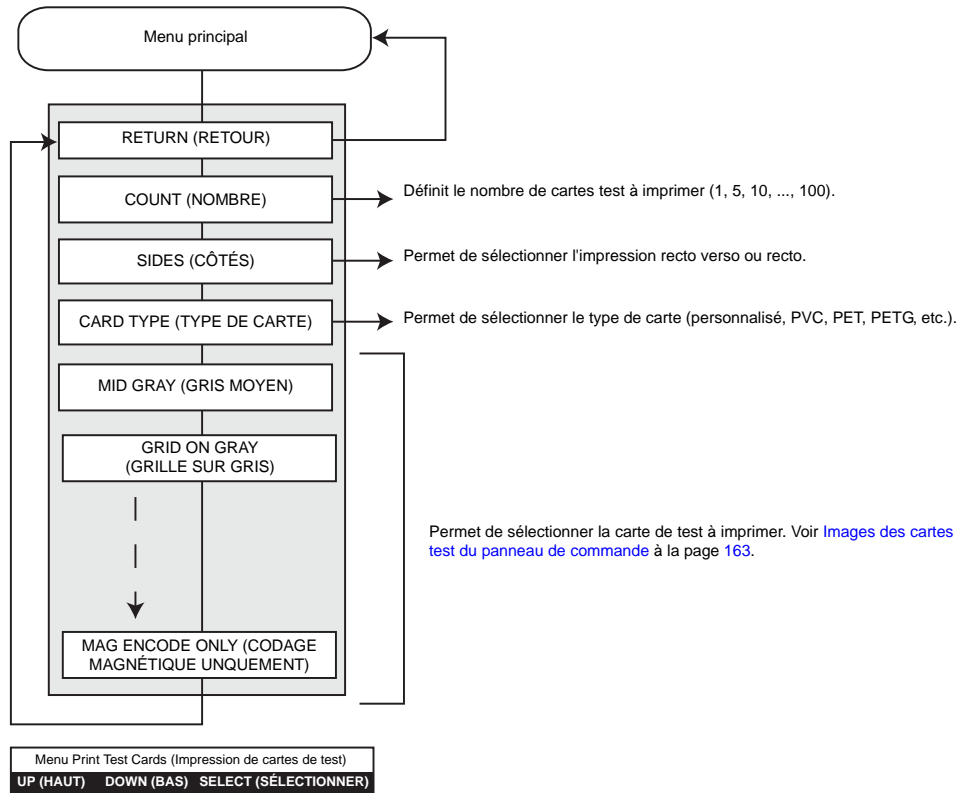 Menu principal
RETURN (RETOUR)
COUNT (NOMBRE)
Définit le nombre de cartes test à imprimer (1, 5, 10, ..., 100).
SIDES (CÔTÉS)
Permet de sélectionner l'impression recto verso ou recto.
CARD TYPE (TYPE DE CARTE)
Permet de sélectionner le type de carte (personnalisé, PVC, PET, PETG, etc.).
MID GRAY (GRIS MOYEN)
GRID ON GRAY
(GRILLE SUR GRIS)
Permet de sélectionner la carte de test à imprimer. Voir Images des cartes
test du panneau de commande à la page 163.
MAG ENCODE ONLY (CODAGE
MAGNÉTIQUE UNQUEMENT)
Menu Print Test Cards (Impression de cartes de test)
UP (HAUT) DOWN (BAS) SELECT (SÉLECTIONNER)